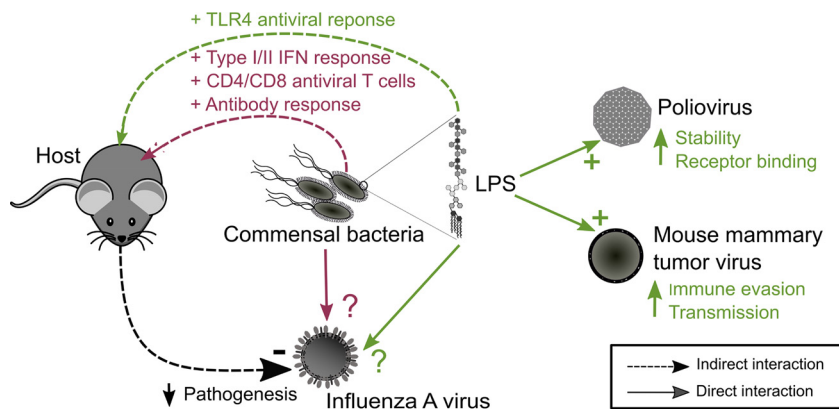 + TLR4 antiviral reponse
+ Type I/II IFN response
+ CD4/CD8 antiviral T cells
+ Antibody response
Host
Commensal bacteria
LPS
+
Poliovirus
Stability
Receptor binding
+
Mouse mammary
tumor virus
Immune evasion
Transmission
?
?
-
Pathogenesis
Influenza A virus
Indirect interaction
Direct interaction